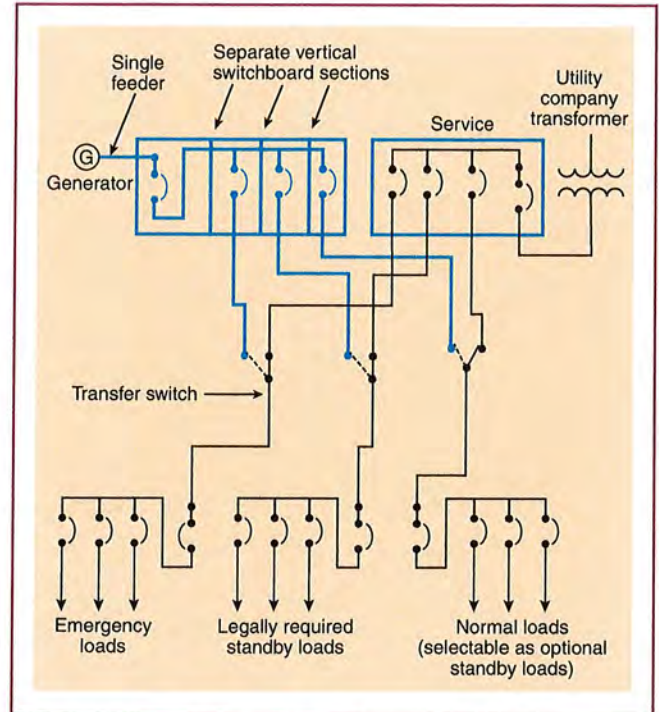 Single
feeder
Separate vertical
switchboard sections
Utility
company
transformer
Service
G
Generator
Transfer switch
Emergency
loads
Legally required
standby loads
Normal loads
(selectable as optional
standby loads)